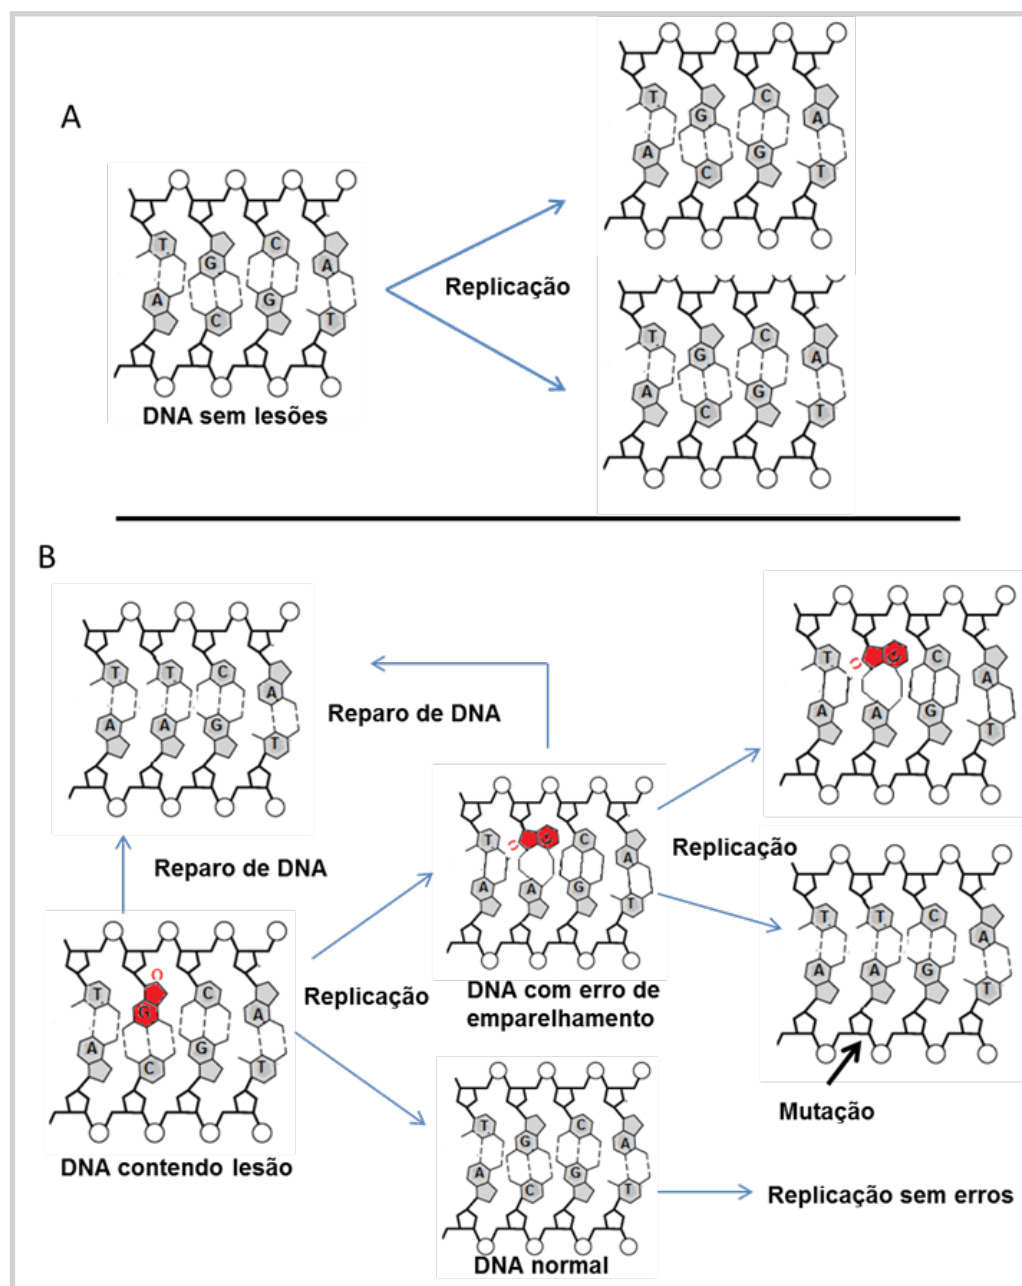 A
T G C A
A C G T
T G C A
A C G T
DNA sem lesões
Replicação
T G C A
A C G T
B
T T C A
A A G T
Reparo de DNA
Reparo de DNA
T G C A
A C G T
O
DNA contendo lesão
Replicação
T C A
A A G T
O
DNA com erro de
emparelhamento
T G C A
A C G T
DNA normal
Replicação
O
T G C A
A A G T
T T C A
A A G T
Mutação
Replicação sem erros